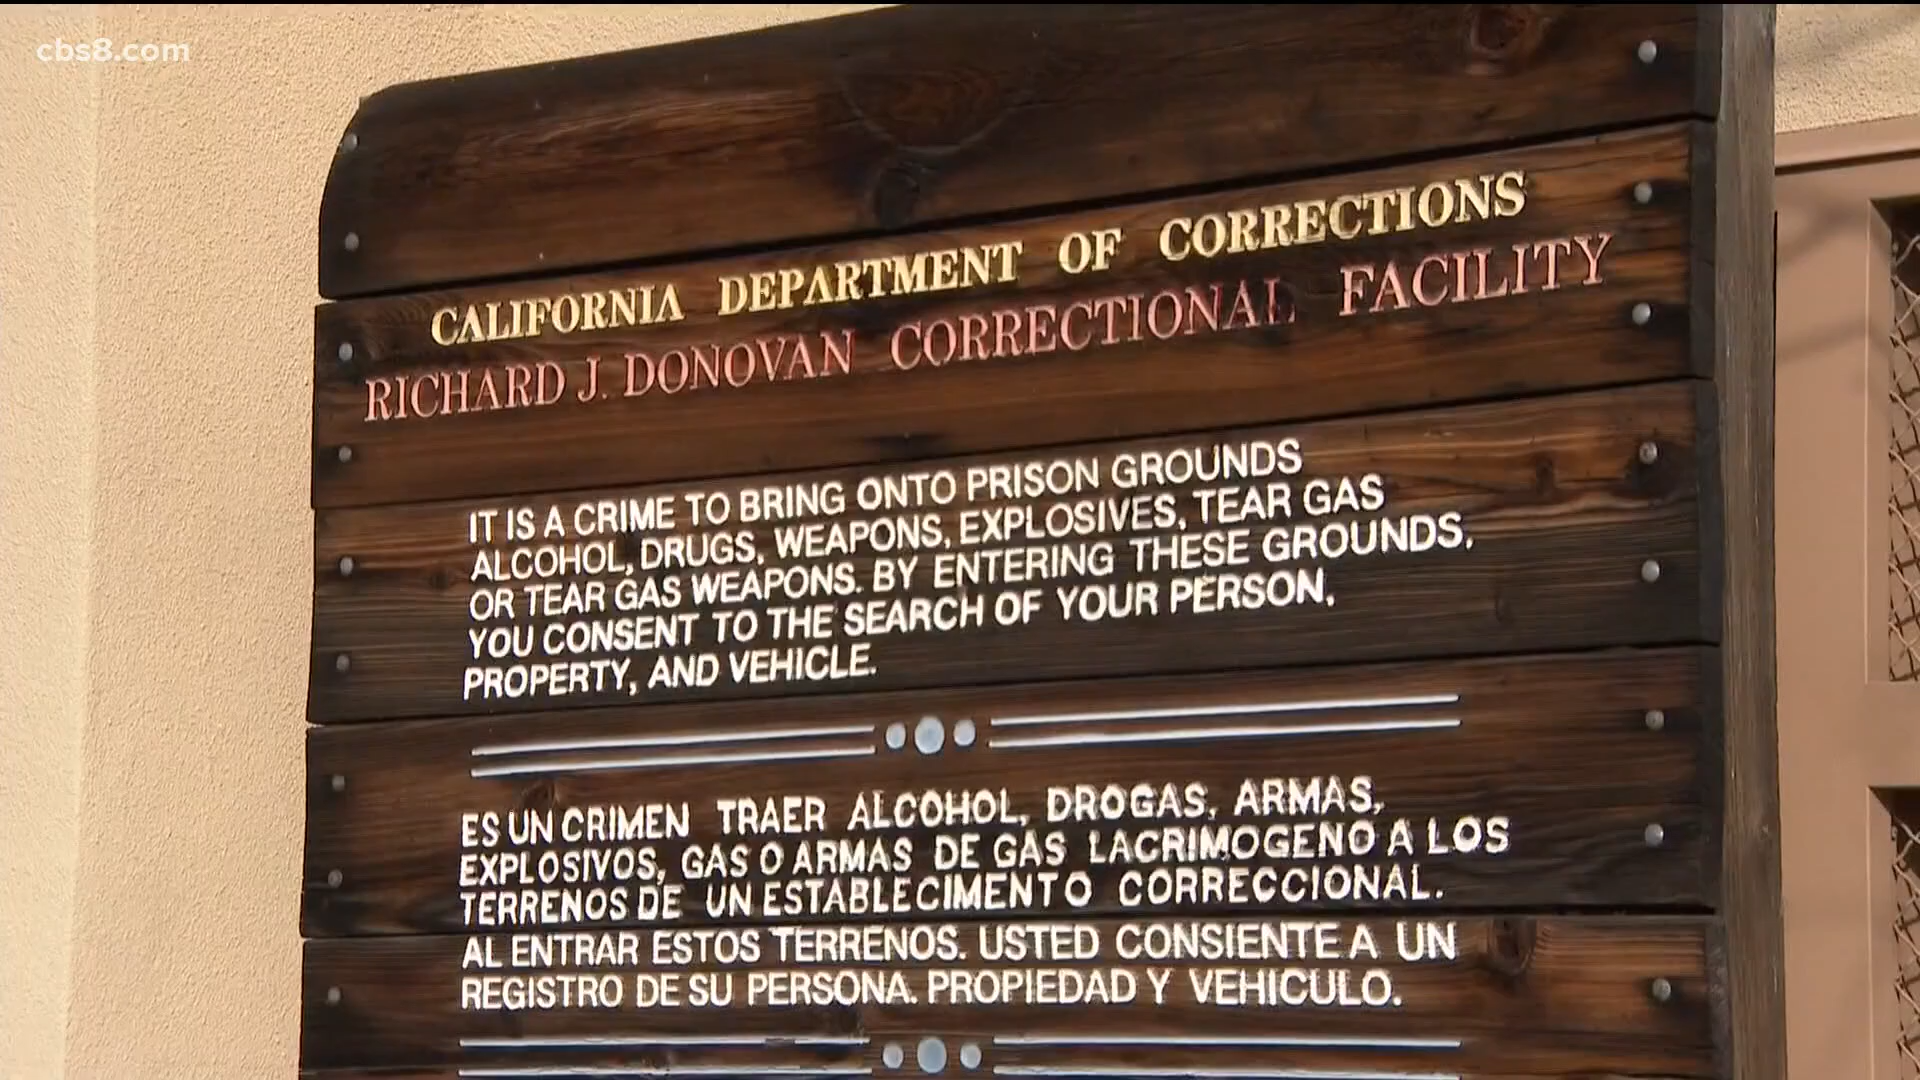 cbs8.com
CALIFORNIA DEPARTMENT OF CORRECTIONS
RICHARD J. DONOVAN CORRECTIONAL FACILITY
IT IS A CRIME TO BRING ONTO PRISON GROUNDS
ALCOHOL, DRUGS, WEAPONS, EXPLOSIVES, TEAR GAS
OR TEAR GAS WEAPONS. BY ENTERING THESE GROUNDS,
YOU CONSENT TO THE SEARCH OF YOUR PERSON,
PROPERTY, AND VEHICLE.
ES UN CRIMEN TRAER ALCOHOL, DROGAS, ARMAS,
EXPLOSIVOS, GAS O ARMAS DE GAS LACRIMOGENO A LOS
TERRENOS DE UN ESTABLECIMENTO CORRECCIONAL.
AL ENTRAR ESTOS TERRENOS. USTED CONSIENTE A UN
REGISTRO DE SU PERSONA. PROPIEDAD Y VEHICULO.